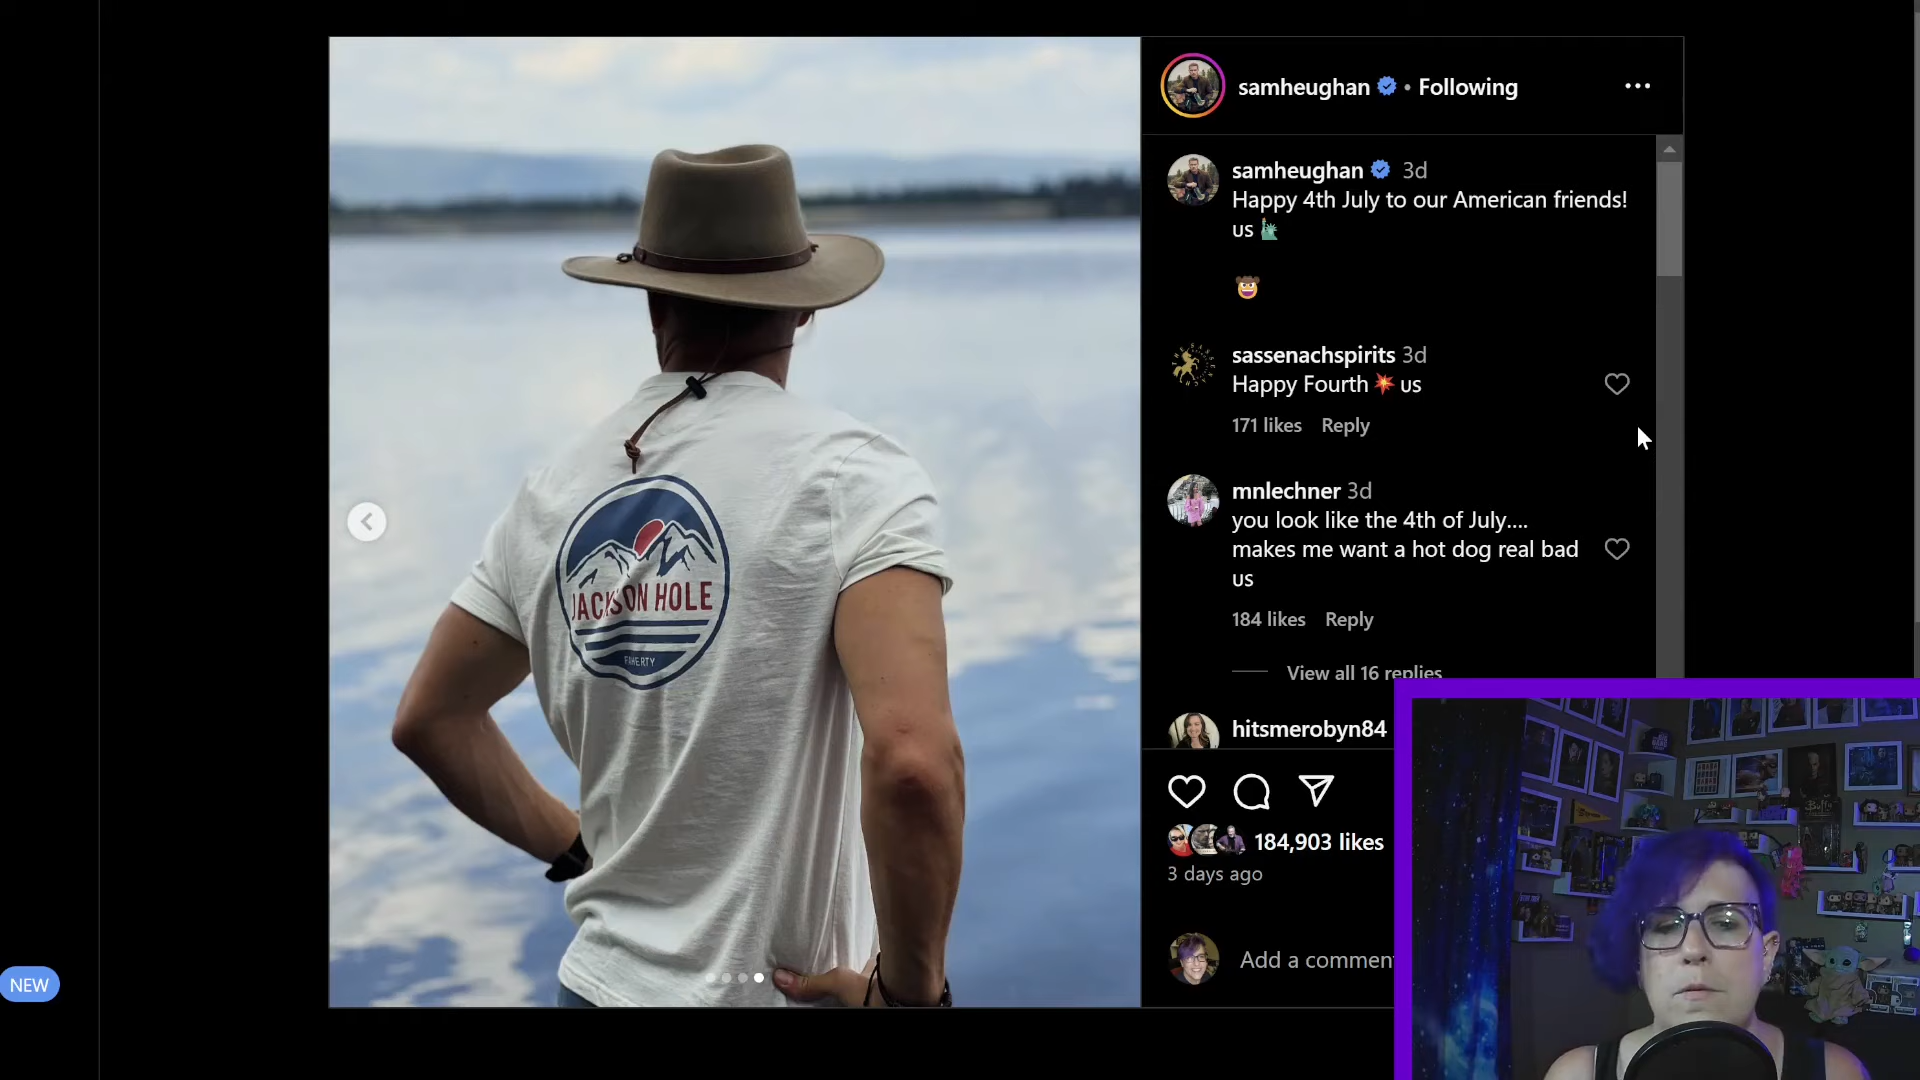 samheughan • Following
samheughan 3d
Happy 4th July to our American friends!
us
sassenachspirits 3d
Happy Fourth us
171 likes Reply
mnlechner 3d
you look like the 4th of July....
makes me want a hot dog real bad
us
184 likes Reply
View all 16 replies
hitsmerobyn84
184,903 likes
3 days ago
Add a commen
NEW
JACKSON HOLE
FAHERTY